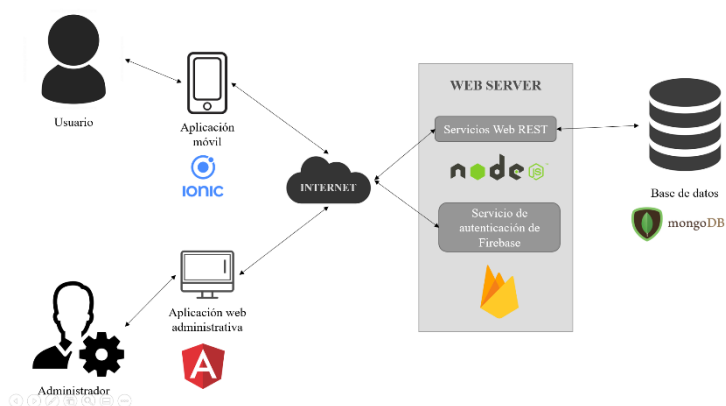 Usuario
Aplicación
móvil
IONIC
INTERNET
WEB SERVER
Servicios Web REST
node
JS
Servicio de
autenticación de
Firebase
Base de datos
mongoDB
Aplicación web
administrativa
A
Administrador